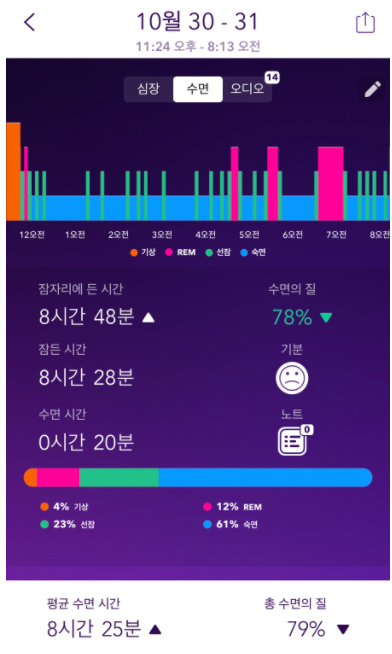 10월 30 - 31
11:24 오후 - 8:13 오전
심장 수면 오디오 14
12오전 1오전 2오전 3오전 4오전 5오전 6오전 7오전 8오전
기상 REM 선잠 숙면
잠자리에 든 시간 수면의 질
8시간 48분 ▲ 78% ▼
잠든 시간 기분
8시간 28분
수면 시간 노트
0시간 20분 0
4% 기상 12% REM
23% 선잠 61% 숙면
평균 수면 시간 총 수면의 질
8시간 25분 ▲ 79% ▼